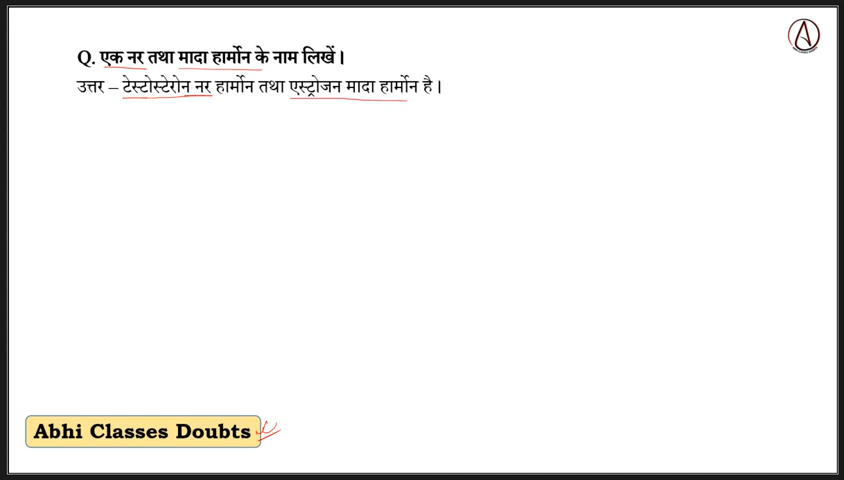 Q. एक नर तथा मादा हार्मोन के नाम लिखें।
उत्तर – टेस्टोस्टेरोन नर हार्मोन तथा एस्ट्रोजन मादा हार्मोन है।
Abhi Classes Doubts